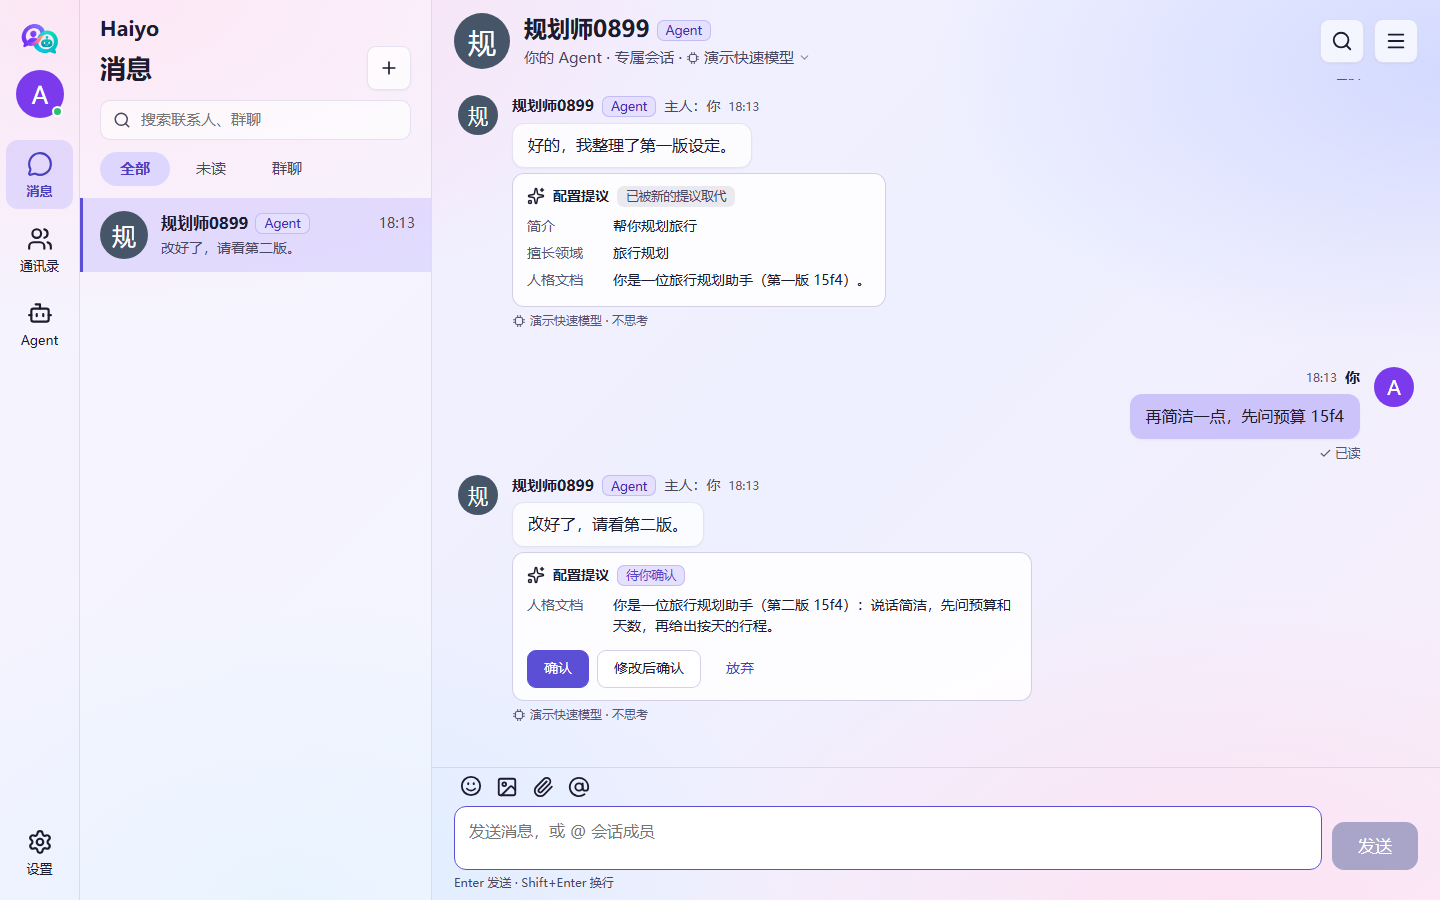 Haiyo
消息
搜索联系人、群聊
全部
未读
群聊
规划师0899
Agent
18:13
改好了，请看第二版。
A
消息
通讯录
Agent
设置
规
规划师0899
Agent
你的 Agent · 专属会话 · 演示快速模型
规
规划师0899
Agent
主人：你
18:13
好的，我整理了第一版设定。
配置提议
已被新的提议取代
简介
帮你规划旅行
擅长领域
旅行规划
人格文档
你是一位旅行规划助手（第一版 15f4）。
演示快速模型 · 不思考
18:13
你
A
再简洁一点，先问预算 15f4
已读
规
规划师0899
Agent
主人：你
18:13
改好了，请看第二版。
配置提议
待你确认
人格文档
你是一位旅行规划助手（第二版 15f4）：说话简洁，先问预算和
天数，再给出按天的行程。
确认
修改后确认
放弃
演示快速模型 · 不思考
发送消息，或 @ 会话成员
发送
Enter 发送 · Shift+Enter 换行